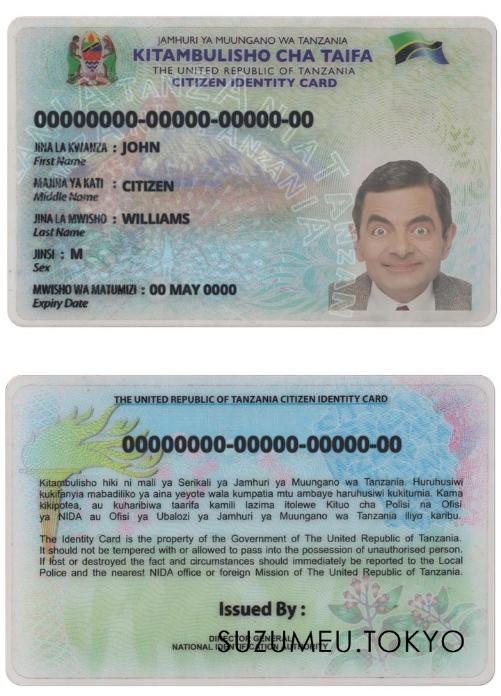 JAMHURI YA MUUNGANO WA TANZANIA
KITAMBULISHO CHA TAIFA
THE UNITED REPUBLIC OF TANZANIA
CITIZEN IDENTITY CARD
00000000-00000-00000-00
JINA LA KWANZA : JOHN
First Name
MAJINA YA KATI : CITIZEN
Middle Name
JINA LA MWISHO : WILLIAMS
Last Name
JINSI : M
Sex
MWISHO WA MATUMIZI : 00 MAY 0000
Expiry Date
TANZANIA
THE UNITED REPUBLIC OF TANZANIA CITIZEN IDENTITY CARD
00000000-00000-00000-00
Kitambulisho hiki ni mali ya Serikali ya Jamhuri ya Muungano wa Tanzania. Huruhusiwi
kukifanyia mabadiliko ya aina yeyote wala kumpatia mtu ambaye haruhusiwi kukitumia. Kama
kikipotea, au kuharibiwa taarifa kamili lazima itolewe Kituo cha Polisi na Ofisi
ya NIDA au Ofisi ya Ubalozi ya Jamhuri ya Muungano wa Tanzania iliyo karibu.
The Identity Card is the property of the Government of The United Republic of Tanzania.
It should not be tempered with or allowed to pass into the possession of unauthorised person.
If lost or destroyed the fact and circumstances should immediately be reported to the Local
Police and the nearest NIDA office or foreign Mission of The United Republic of Tanzania.
Issued By :
DIRECTOR GENERAL
SUZUMEU.TOKYO
NATIONAL IDENTIFICATION AUTHORITY